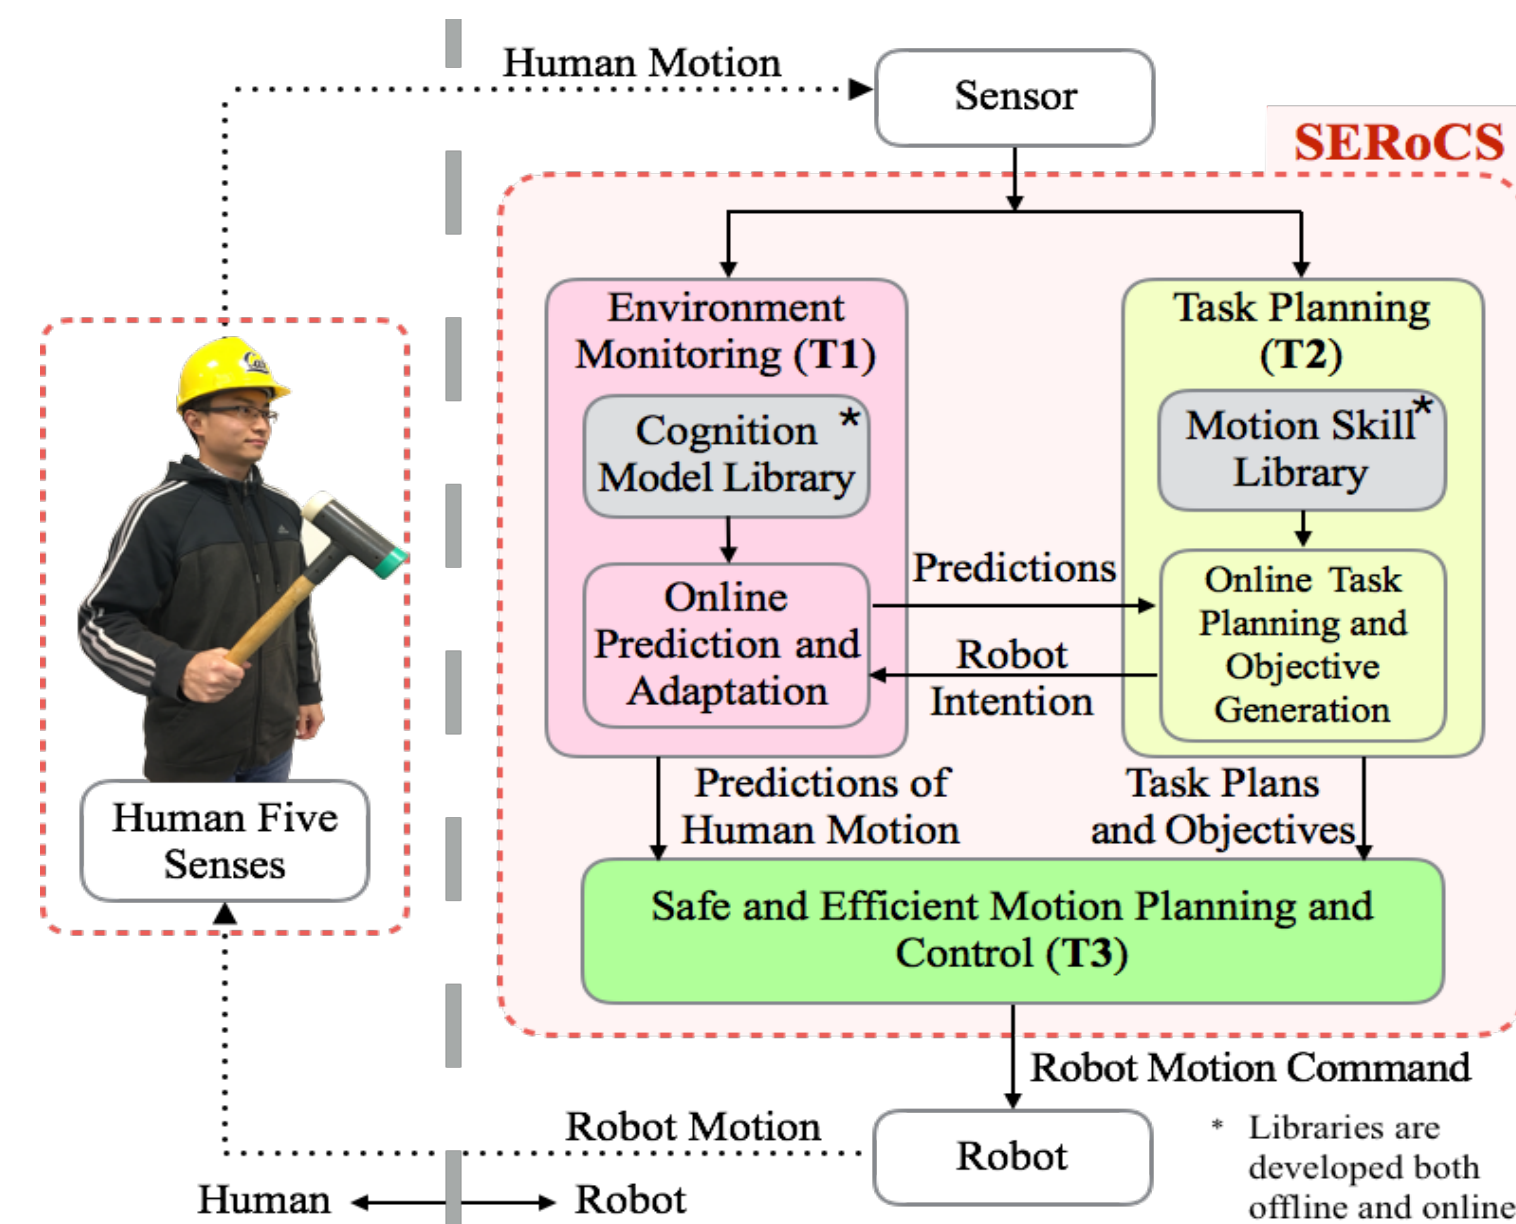 Human Motion
Sensor
SERoCS
Environment
Monitoring (T1)
Cognition *
Model Library
Online
Prediction and
Adaptation
Task Planning
(T2)
Motion Skill*
Library
Online Task
Planning and
Objective
Generation
Predictions
Robot
Intention
Predictions of
Human Motion
Task Plans
and Objectives
Human Five
Senses
Safe and Efficient Motion Planning and
Control (T3)
Robot Motion Command
Robot Motion
Robot
Human
Robot
* Libraries are
developed both
offline and online
Cal